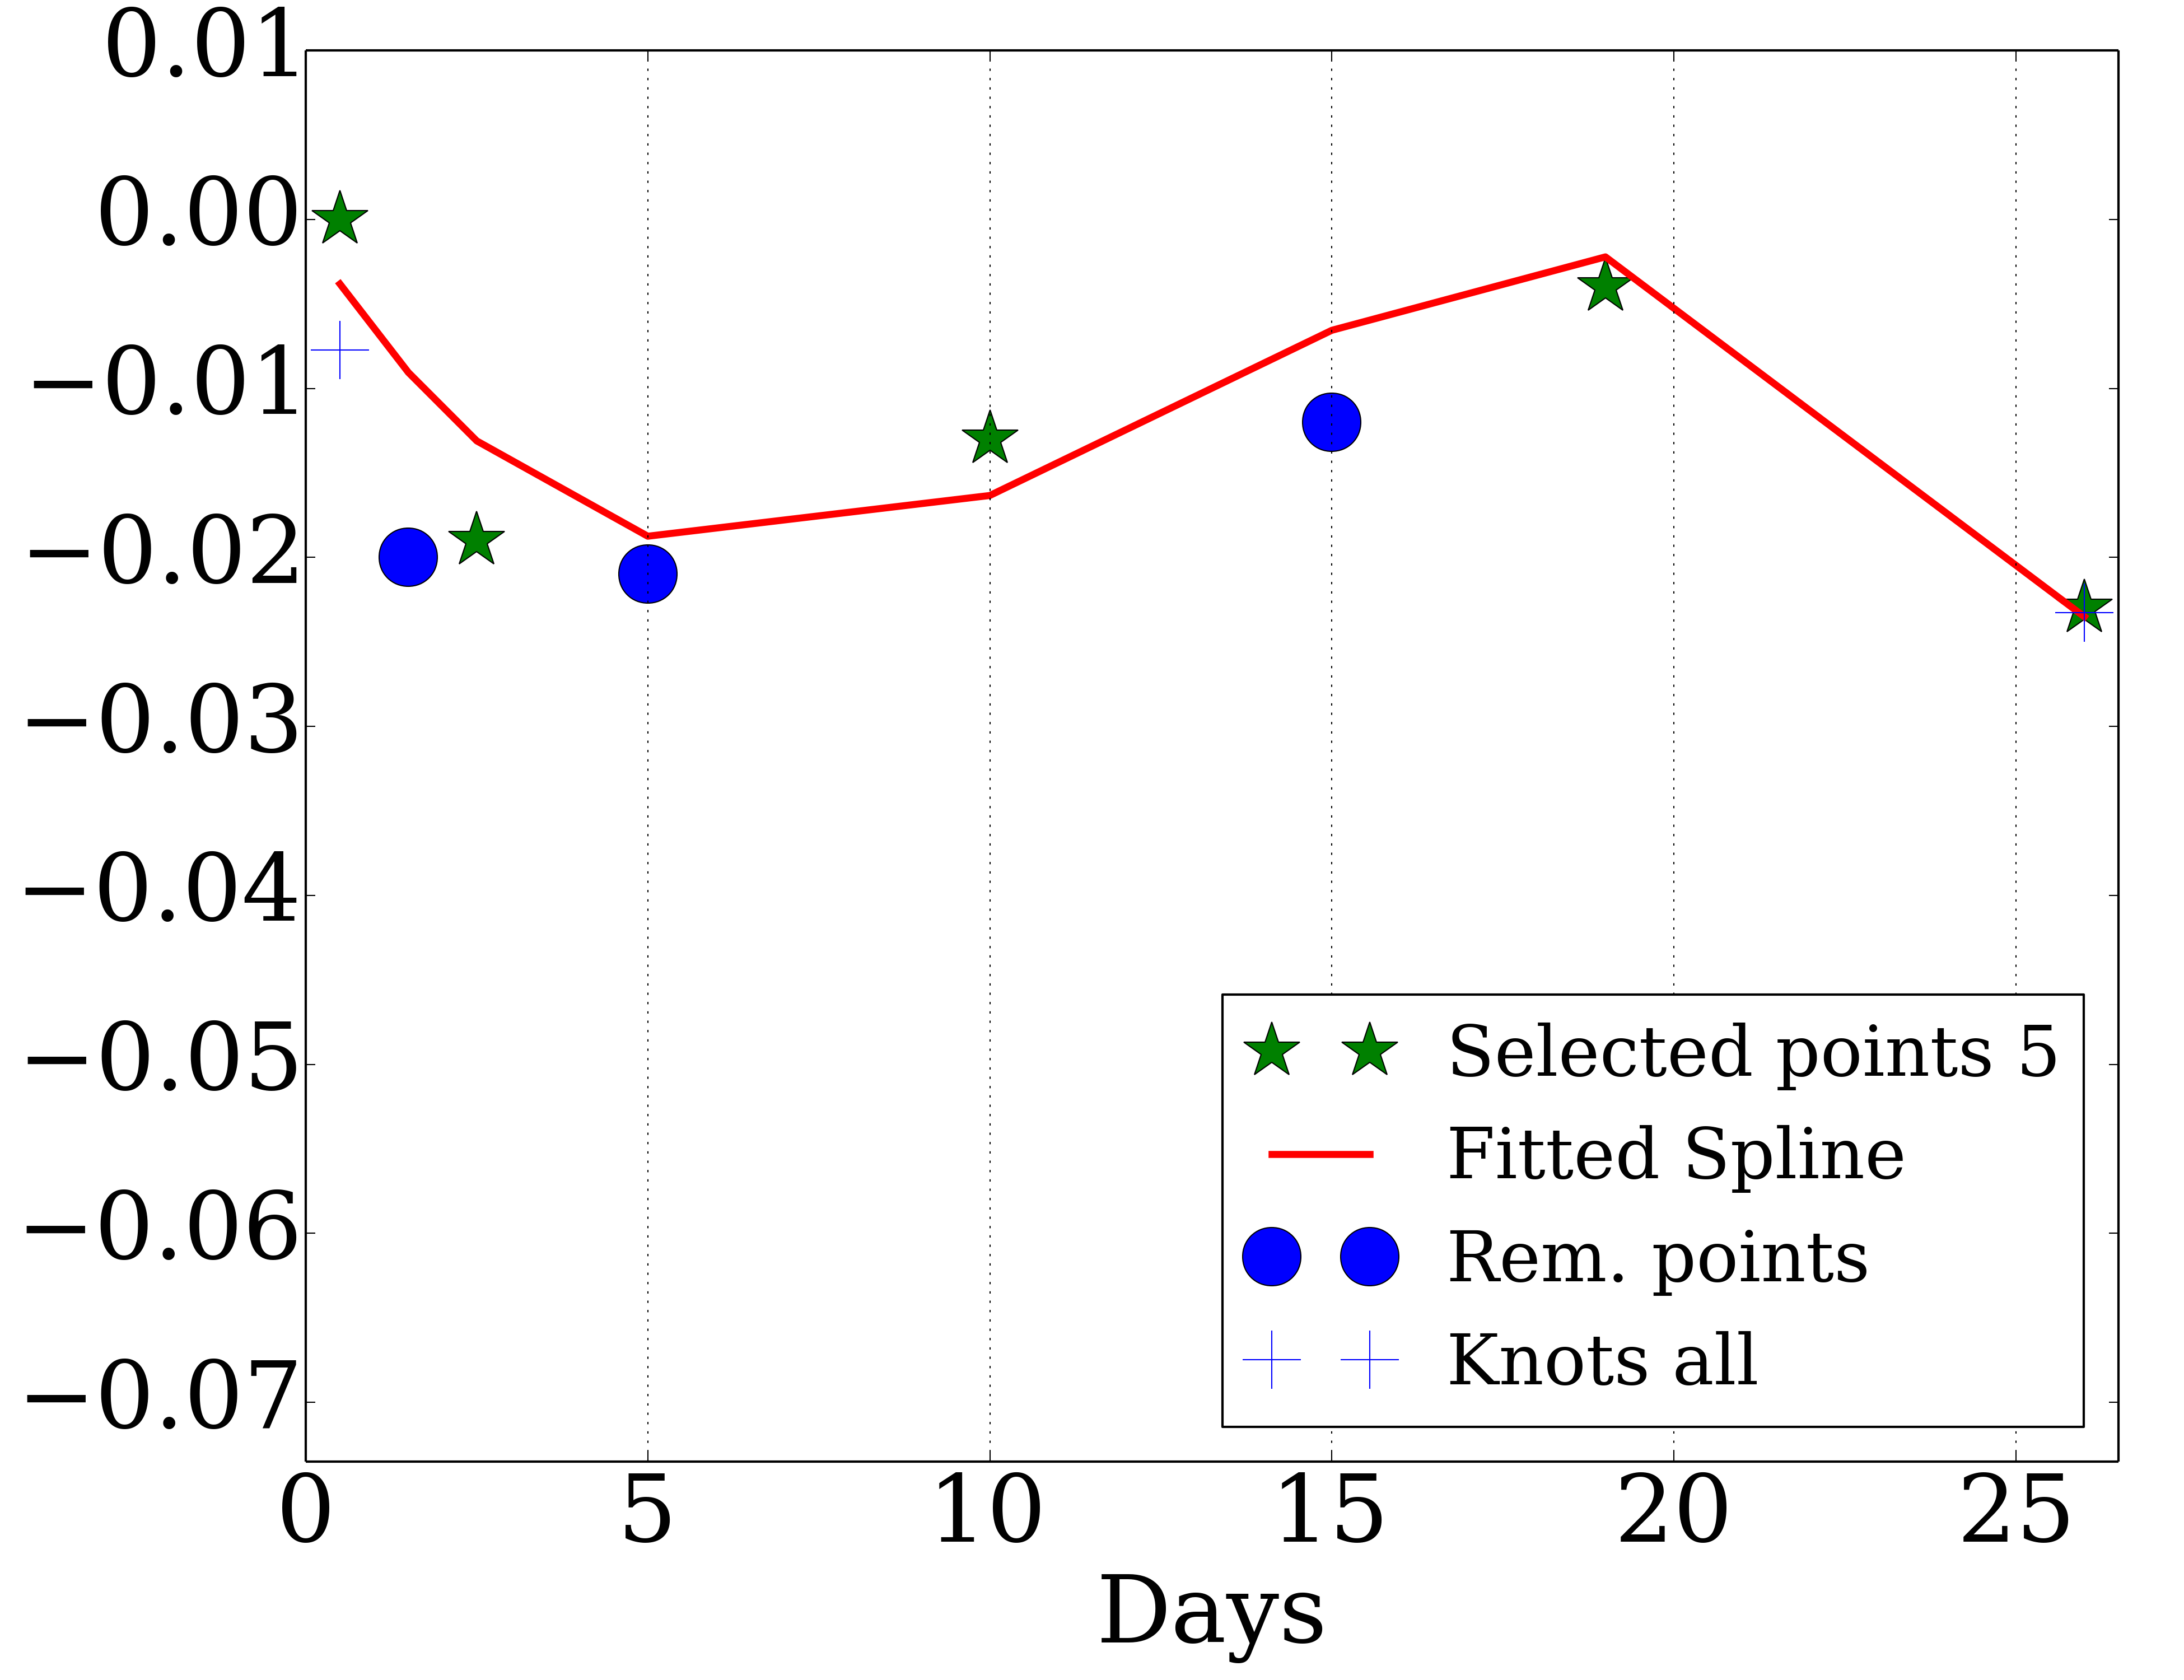 0.01
0.00
−0.01
−0.02
−0.03
−0.04
−0.05
−0.06
−0.07
Selected points 5
Fitted Spline
Rem. points
Knots all
0 5 10 15 20 25
Days